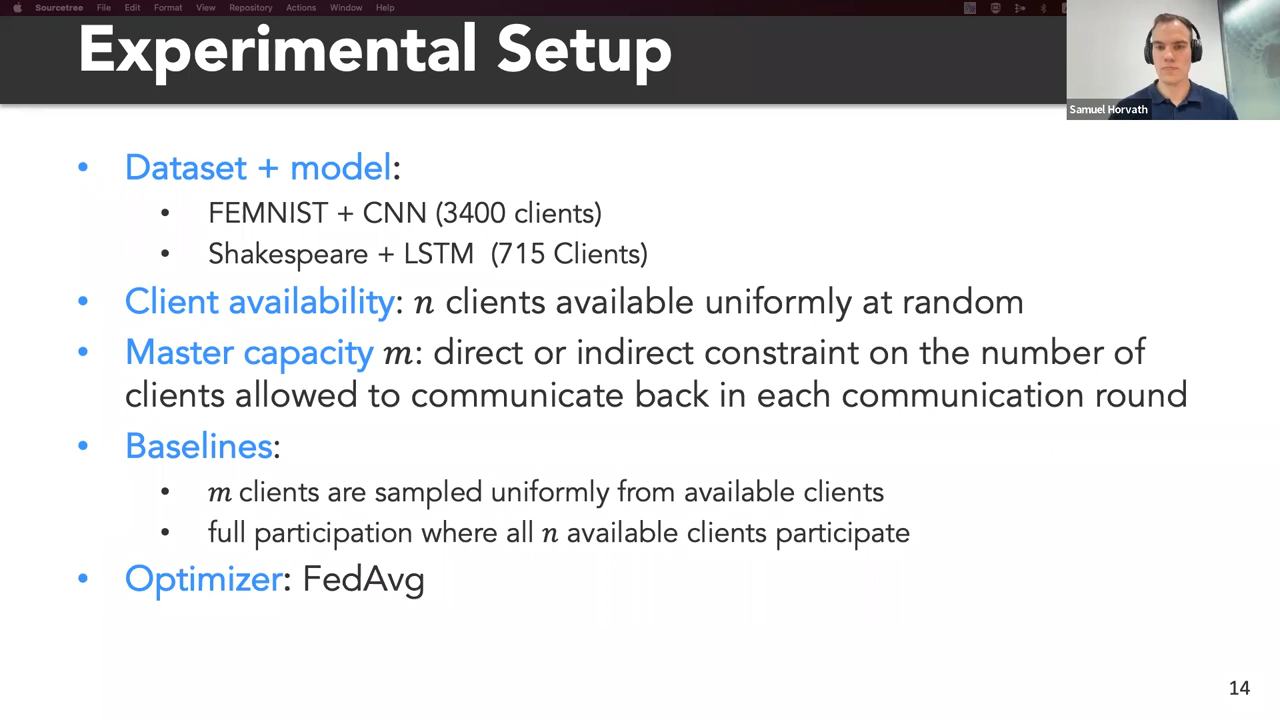 Sourcetree File Edit Format View Repository Actions Window Help
Experimental Setup
Samuel Horvath
• Dataset + model:
• FEMNIST + CNN (3400 clients)
• Shakespeare + LSTM (715 Clients)
• Client availability: n clients available uniformly at random
• Master capacity m: direct or indirect constraint on the number of
clients allowed to communicate back in each communication round
• Baselines:
• m clients are sampled uniformly from available clients
• full participation where all n available clients participate
• Optimizer: FedAvg
14